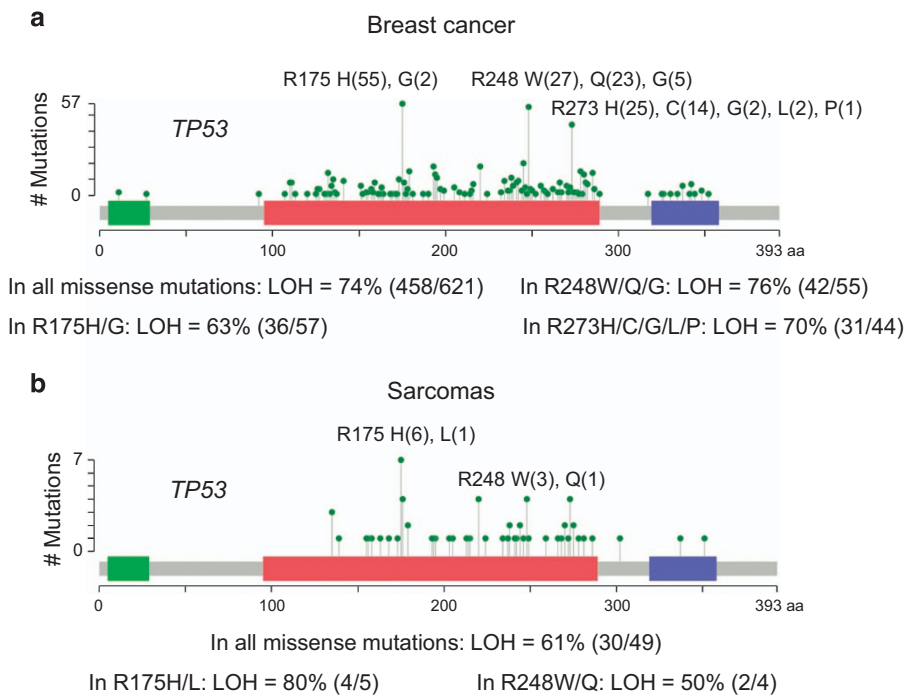 a
Breast cancer
R175 H(55), G(2)
R248 W(27), Q(23), G(5)
R273 H(25), C(14), G(2), L(2), P(1)
57
TP53
# Mutations
0
0 100 200 300 393 aa
In all missense mutations: LOH = 74% (458/621)
In R248W/Q/G: LOH = 76% (42/55)
In R175H/G: LOH = 63% (36/57)
In R273H/C/G/L/P: LOH = 70% (31/44)
b
Sarcomas
R175 H(6), L(1)
7
R248 W(3), Q(1)
TP53
# Mutations
0
0 100 200 300 393 aa
In all missense mutations: LOH = 61% (30/49)
In R175H/L: LOH = 80% (4/5)
In R248W/Q: LOH = 50% (2/4)